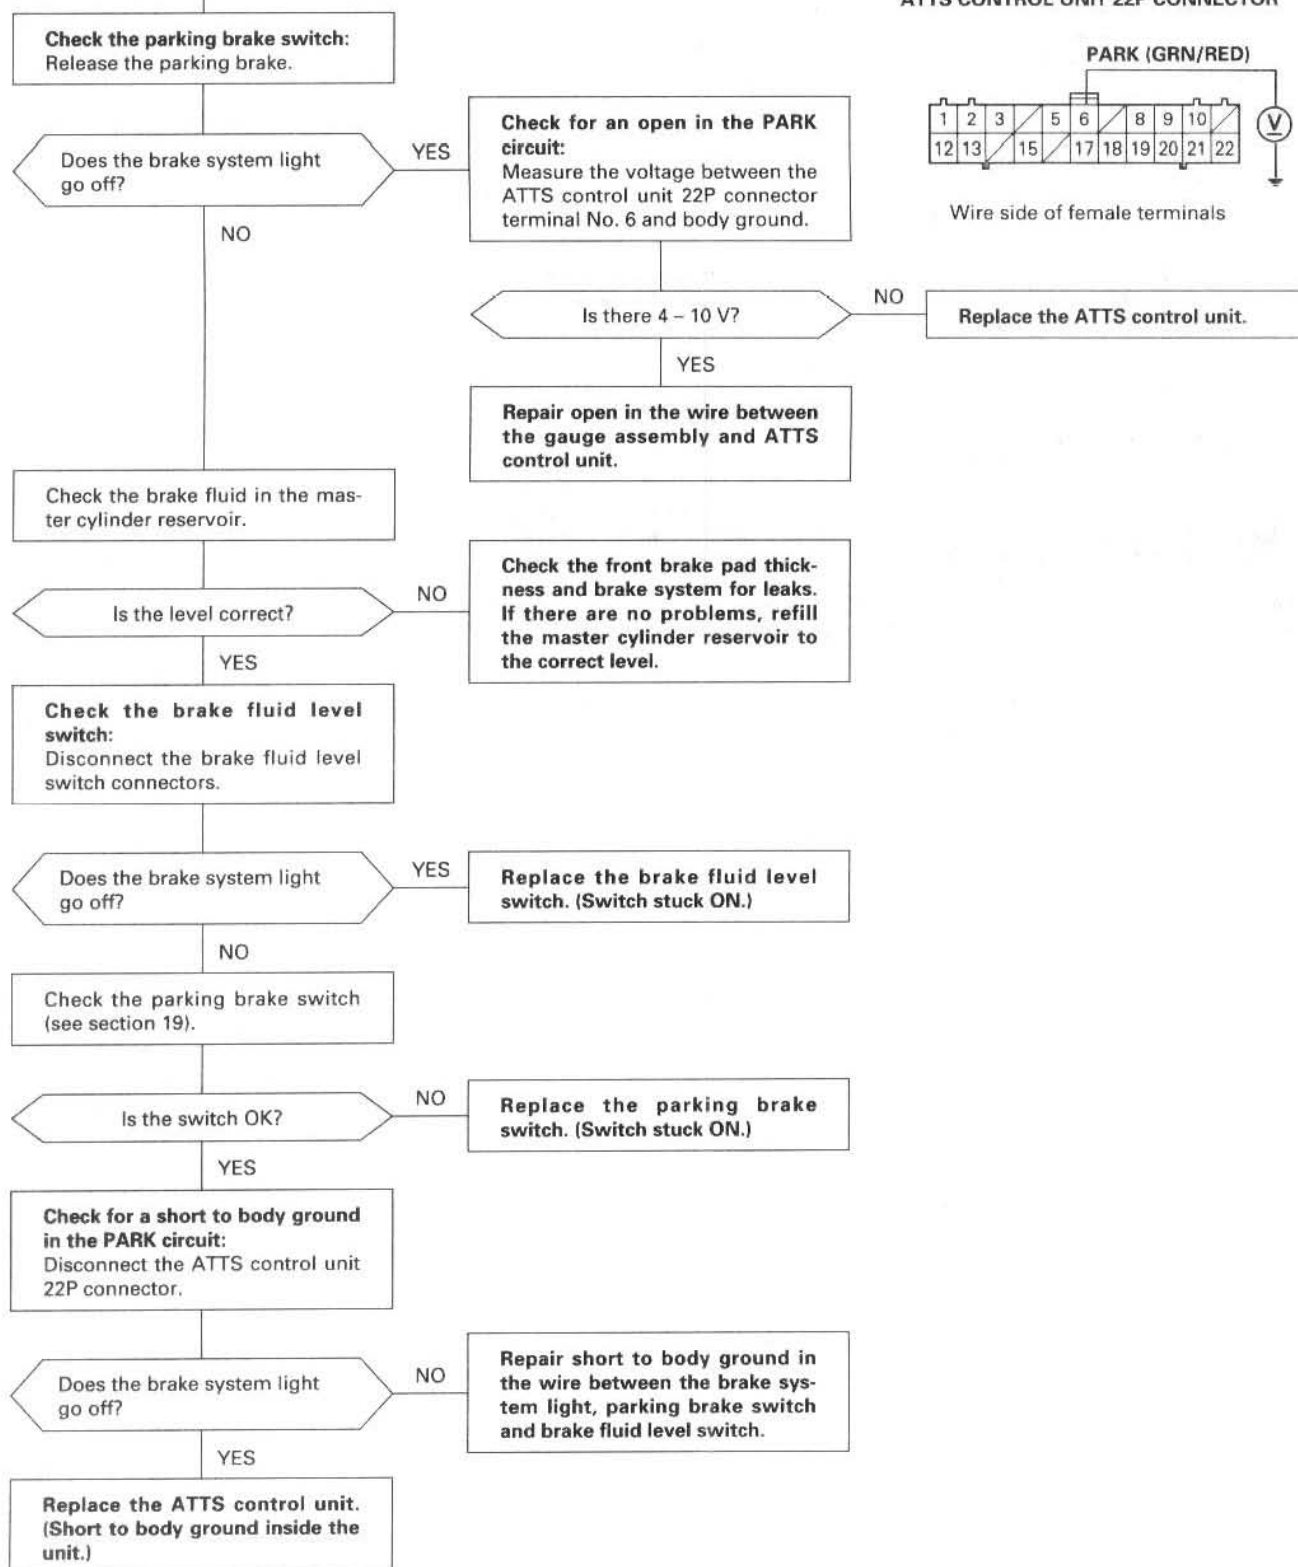 ATTS CONTROL UNIT 22P CONNECTOR
Check the parking brake switch:
Release the parking brake.
PARK (GRN/RED)
1 2 3 5 6 8 9 10
12 13 15 17 18 19 20 21 22
V
Wire side of female terminals
Does the brake system light
go off?
YES
NO
Check for an open in the PARK
circuit:
Measure the voltage between the
ATTS control unit 22P connector
terminal No. 6 and body ground.
Is there 4 – 10 V?
NO
YES
Replace the ATTS control unit.
Repair open in the wire between
the gauge assembly and ATTS
control unit.
Check the brake fluid in the mas-
ter cylinder reservoir.
Is the level correct?
NO
YES
Check the front brake pad thick-
ness and brake system for leaks.
If there are no problems, refill
the master cylinder reservoir to
the correct level.
Check the brake fluid level
switch:
Disconnect the brake fluid level
switch connectors.
Does the brake system light
go off?
YES
NO
Replace the brake fluid level
switch. (Switch stuck ON.)
Check the parking brake switch
(see section 19).
Is the switch OK?
NO
YES
Replace the parking brake
switch. (Switch stuck ON.)
Check for a short to body ground
in the PARK circuit:
Disconnect the ATTS control unit
22P connector.
Does the brake system light
go off?
NO
YES
Repair short to body ground in
the wire between the brake sys-
tem light, parking brake switch
and brake fluid level switch.
Replace the ATTS control unit.
(Short to body ground inside the
unit.)